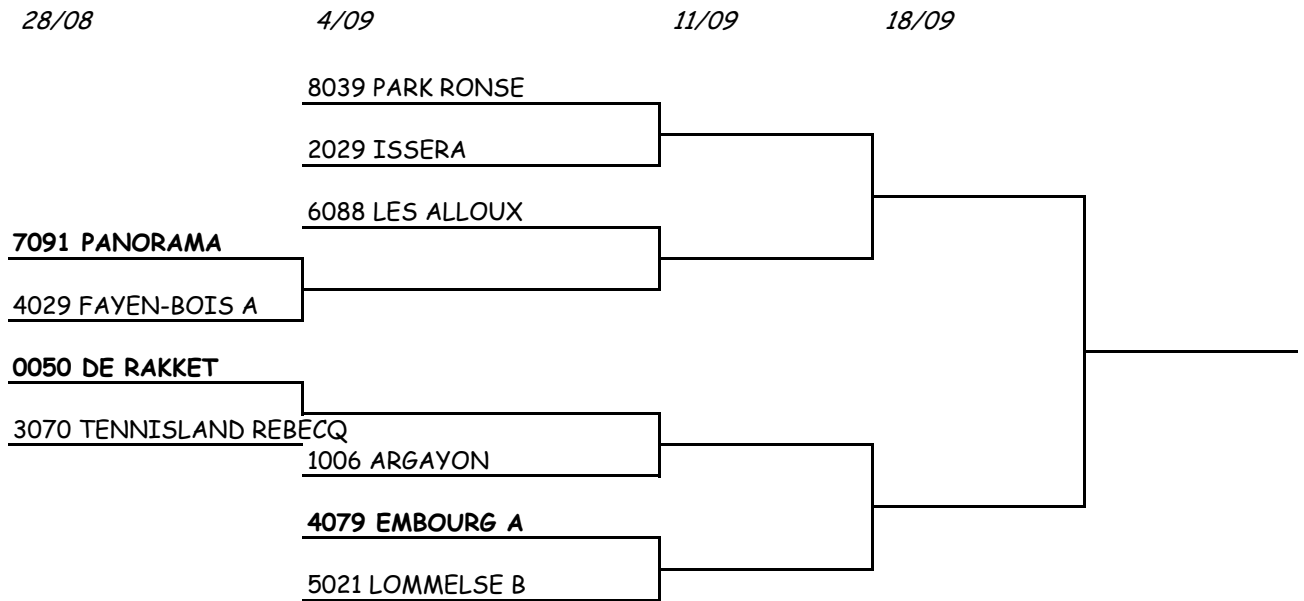 28/08 4/09 11/09 18/09
8039 PARK RONSE
2029 ISSERA
6088 LES ALLOUX
7091 PANORAMA
4029 FAYEN-BOIS A
0050 DE RAKKET
3070 TENNISLAND REBECQ
1006 ARGAYON
4079 EMBOURG A
5021 LOMMELSE B